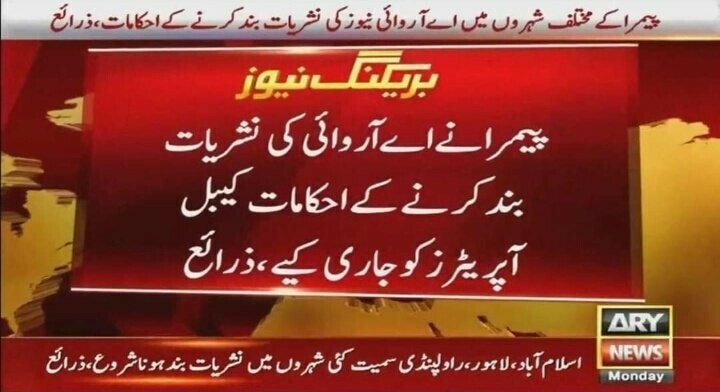 پیمرا کے مختلف شہروں میں اے آر وائی نیوز کی نشریات بند کرنے کے احکامات، ذرائع
بریکنگ نیوز
پیمرا نے اے آر وائی کی نشریات
بند کرنے کے احکامات کیبل
آپریٹرز کو جاری کیے، ذرائع
ARY
NEWS
Monday
اسلام آباد، لاہور، راولپنڈی سمیت کئی شہروں میں نشریات بند ہونا شروع، ذرائع